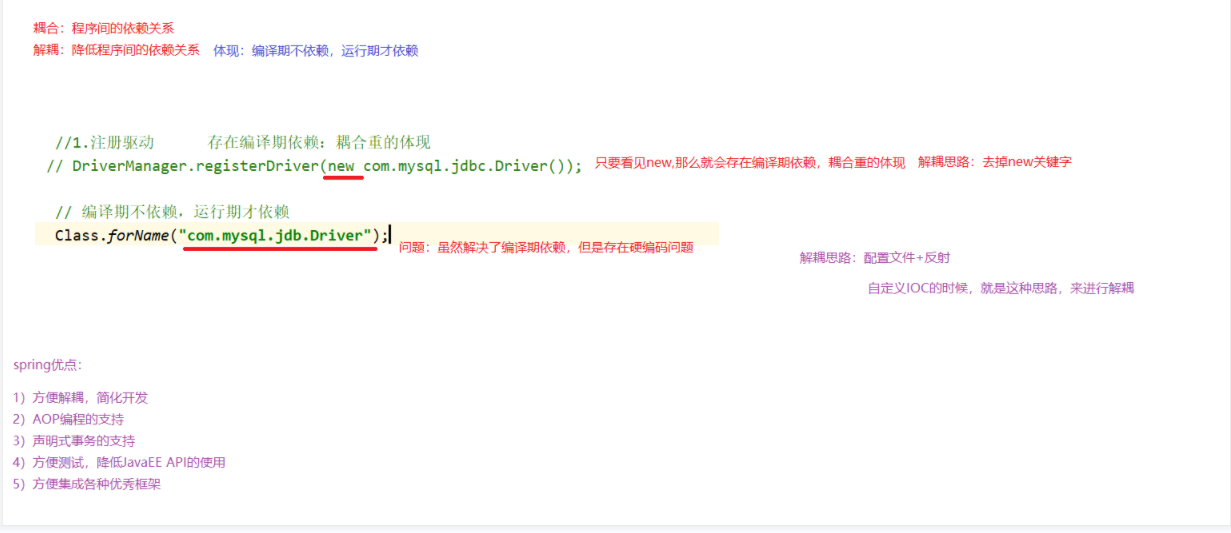 耦合：程序间的依赖关系
解耦：降低程序间的依赖关系 体现：编译期不依赖，运行期才依赖
//1.注册驱动 存在编译期依赖：耦合重的体现
// DriverManager.registerDriver(new com.mysql.jdbc.Driver()); 只要看见new,那么就会存在编译期依赖，耦合重的体现 解耦思路：去掉new关键字
// 编译期不依赖，运行期才依赖
Class.forName("com.mysql.jdb.Driver"); 问题：虽然解决了编译期依赖，但是存在硬编码问题
解耦思路：配置文件+反射
自定义IOC的时候，就是这种思路，来进行解耦
spring优点：
1）方便解耦，简化开发
2）AOP编程的支持
3）声明式事务的支持
4）方便测试，降低JavaEE API的使用
5）方便集成各种优秀框架